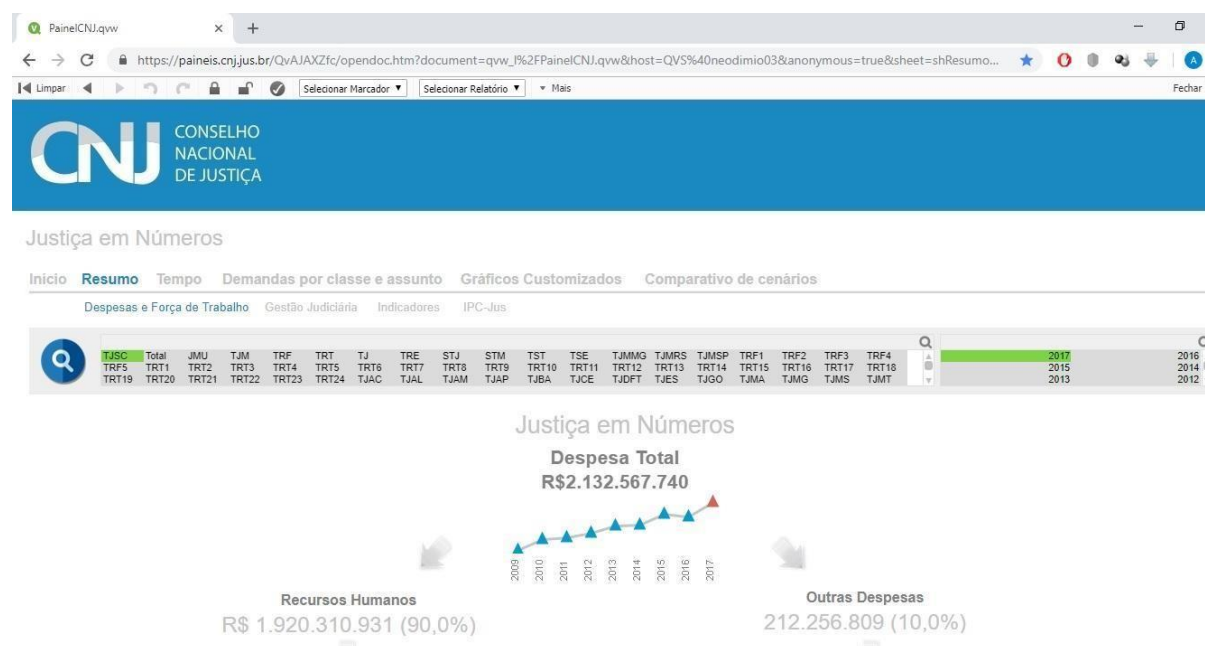 PainelCNJ.qvw
https://paineis.cnj.jus.br/QvAJAXZfc/opendoc.htm?document=qvw_l%2FPainelCNJ.qvw&host=QVS%40neodimio03&anonymous=true&sheet=shResumo...
A
Limpar Selecionar Marcador Selecionar Relatório Mais Fechar
CNJ
CONSELHO
NACIONAL
DE JUSTIÇA
Justiça em Números
Inicio Resumo Tempo Demandas por classe e assunto Gráficos Customizados Comparativo de cenários
Despesas e Força de Trabalho Gestão Judiciária Indicadores IPC-Jus
TJSC Total JMU TJM TRF TRT TJ TRE STJ STM TST TSE TJMMG TJMRS TJMSP TRF1 TRF2 TRF3 TRF4 2017 2016
TRF5 TRT1 TRT2 TRT3 TRT4 TRT5 TRT6 TRT7 TRT8 TRT9 TRT10 TRT11 TRT12 TRT13 TRT14 TRT15 TRT16 TRT17 TRT18 2015 2014
TRT19 TRT20 TRT21 TRT22 TRT23 TRT24 TJAC TJAL TJAM TJAP TJBA TJCE TJDFT TJES TJGO TJMA TJMG TJMS TJMT 2013 2012
Justiça em Números
Despesa Total
R$2.132.567.740
2009 2010 2011 2012 2013 2014 2015 2016 2017
Recursos Humanos
R$ 1.920.310.931 (90,0%)
Outras Despesas
212.256.809 (10,0%)